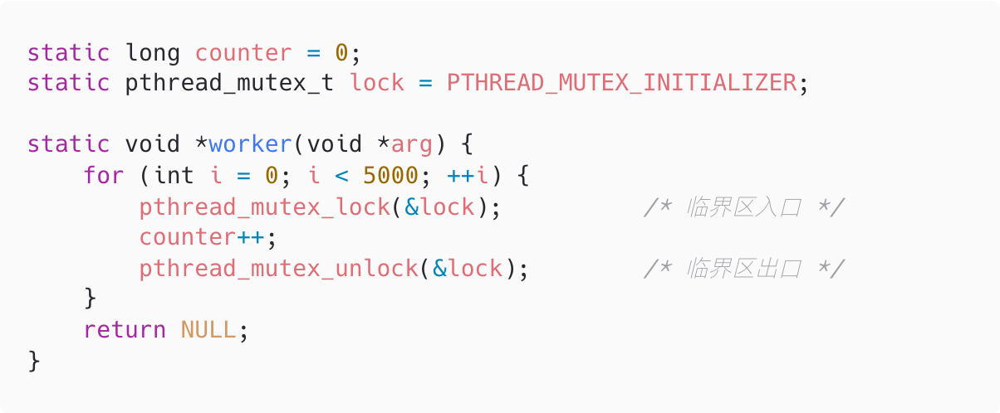 static long counter = 0;
static pthread_mutex_t lock = PTHREAD_MUTEX_INITIALIZER;

static void *worker(void *arg) {
    for (int i = 0; i < 5000; ++i) {
        pthread_mutex_lock(&lock);          /* 临界区入口 */
        counter++;
        pthread_mutex_unlock(&lock);        /* 临界区出口 */
    }
    return NULL;
}